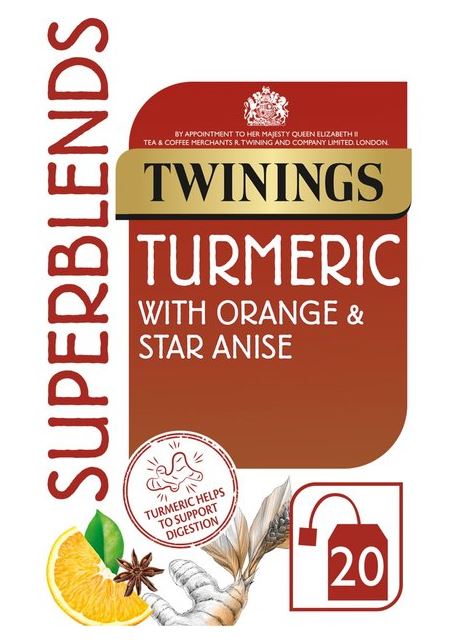 SUPERBLENDS
BY APPOINTMENT TO HER MAJESTY QUEEN ELIZABETH II
TEA & COFFEE MERCHANTS R. TWINING AND COMPANY LIMITED. LONDON.
TWININGS
TURMERIC
WITH ORANGE &
STAR ANISE
TURMERIC HELPS
TO SUPPORT
DIGESTION
20